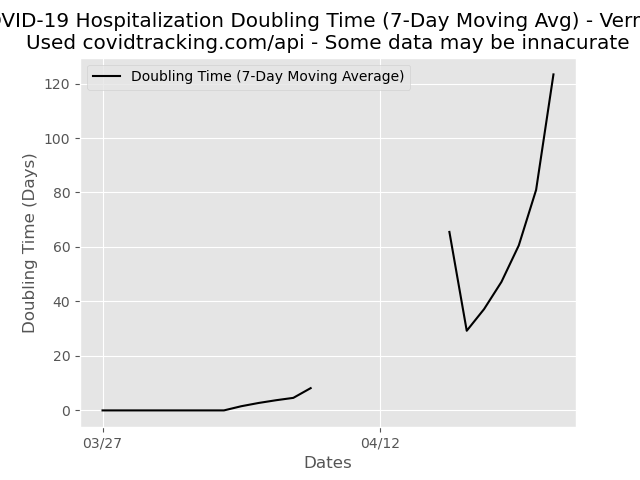 OVID-19 Hospitalization Doubling Time (7-Day Moving Avg) - Verm
Used covidtracking.com/api - Some data may be innacurate
Doubling Time (7-Day Moving Average)
120
100
80
60
40
20
0
Doubling Time (Days)
03/27
04/12
Dates